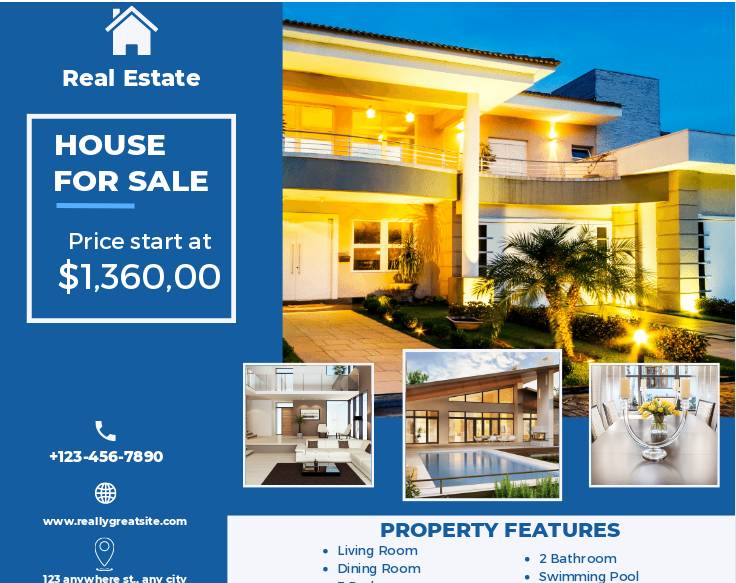 Real Estate
HOUSE
FOR SALE
Price start at
$1,360,00
+123-456-7890
www.reallygreatsite.com
123 anywhere st., any city
PROPERTY FEATURES
Living Room
Dining Room
2 Bathroom
Swimming Pool